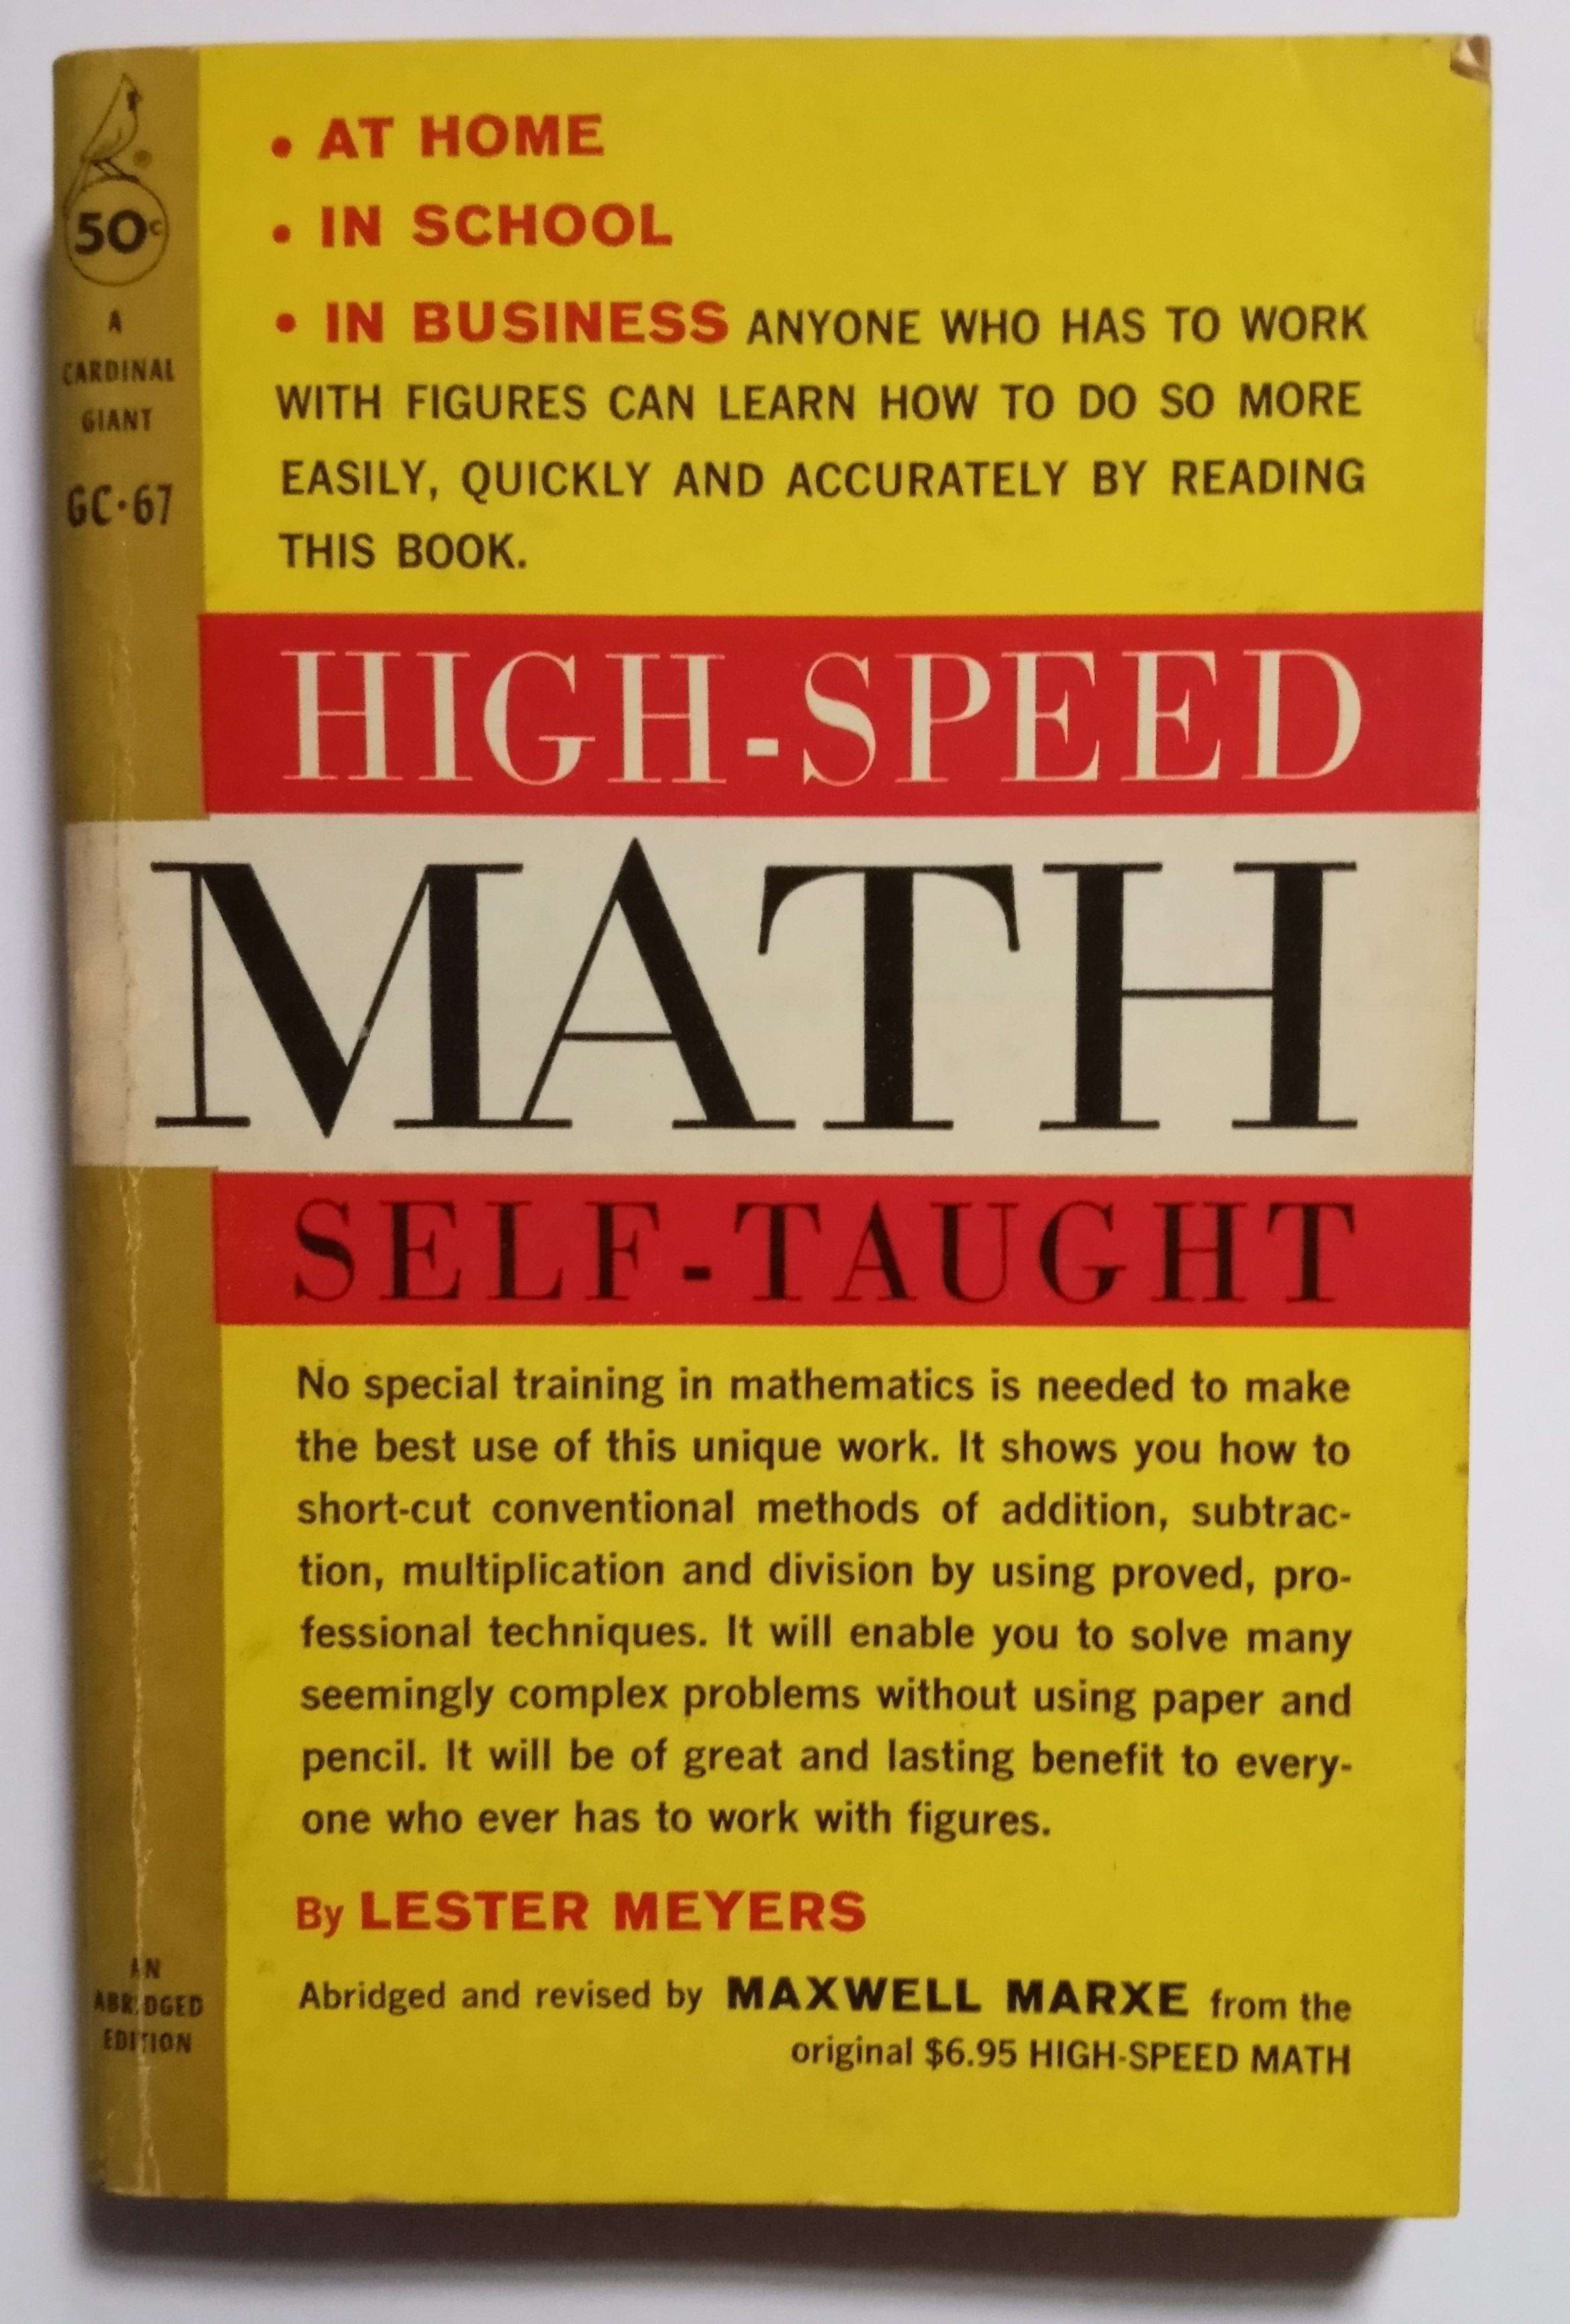 50c
A
CARDINAL
GIANT
GC·67
• AT HOME
• IN SCHOOL
• IN BUSINESS ANYONE WHO HAS TO WORK
WITH FIGURES CAN LEARN HOW TO DO SO MORE
EASILY, QUICKLY AND ACCURATELY BY READING
THIS BOOK.
HIGH-SPEED
MATH
SELF-TAUGHT
No special training in mathematics is needed to make
the best use of this unique work. It shows you how to
short-cut conventional methods of addition, subtrac-
tion, multiplication and division by using proved, pro-
fessional techniques. It will enable you to solve many
seemingly complex problems without using paper and
pencil. It will be of great and lasting benefit to every-
one who ever has to work with figures.
By LESTER MEYERS
Abridged and revised by MAXWELL MARXE from the
original $6.95 HIGH-SPEED MATH
AN
ABRIDGED
EDITION